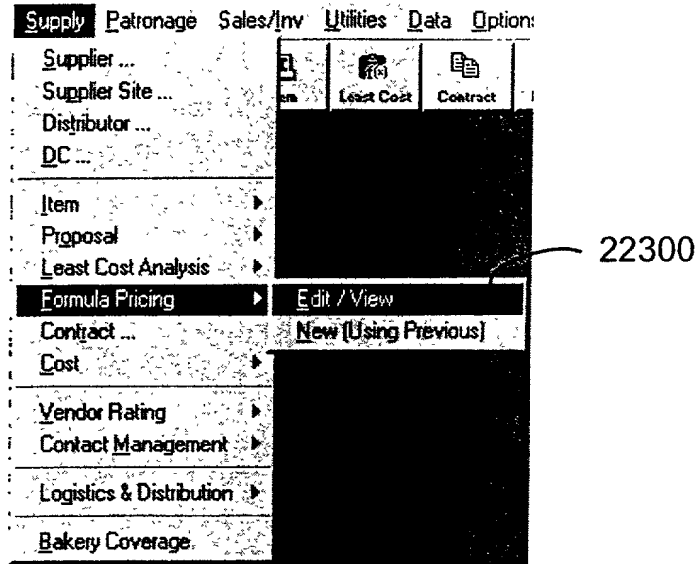 Supply Patronage Sales/Inv Utilities Data Options
Supplier ...
Supplier Site ...
Least Cost Contract
Distributor ...
DC ...
Item
Proposal
Least Cost Analysis
22300
Formula Pricing Edit / View
Contract ... New (Using Previous)
Cost
Vendor Rating
Contact Management
Logistics & Distribution
Bakery Coverage